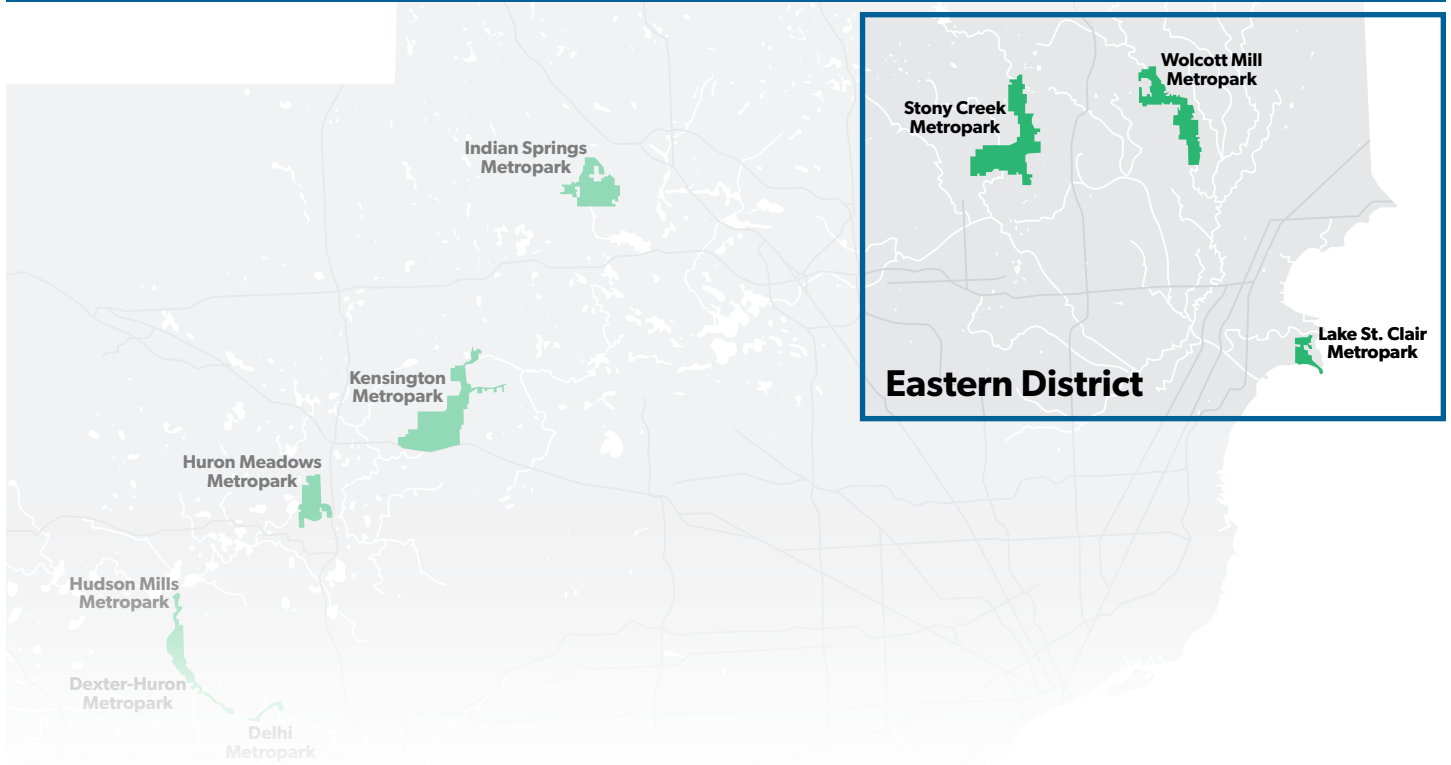 Wolcott Mill
Metropark
Stony Creek
Metropark
Indian Springs
Metropark
Lake St. Clair
Metropark
Eastern District
Kensington
Metropark
Huron Meadows
Metropark
Hudson Mills
Metropark
Dexter-Huron
Metropark
Delhi
Metropark